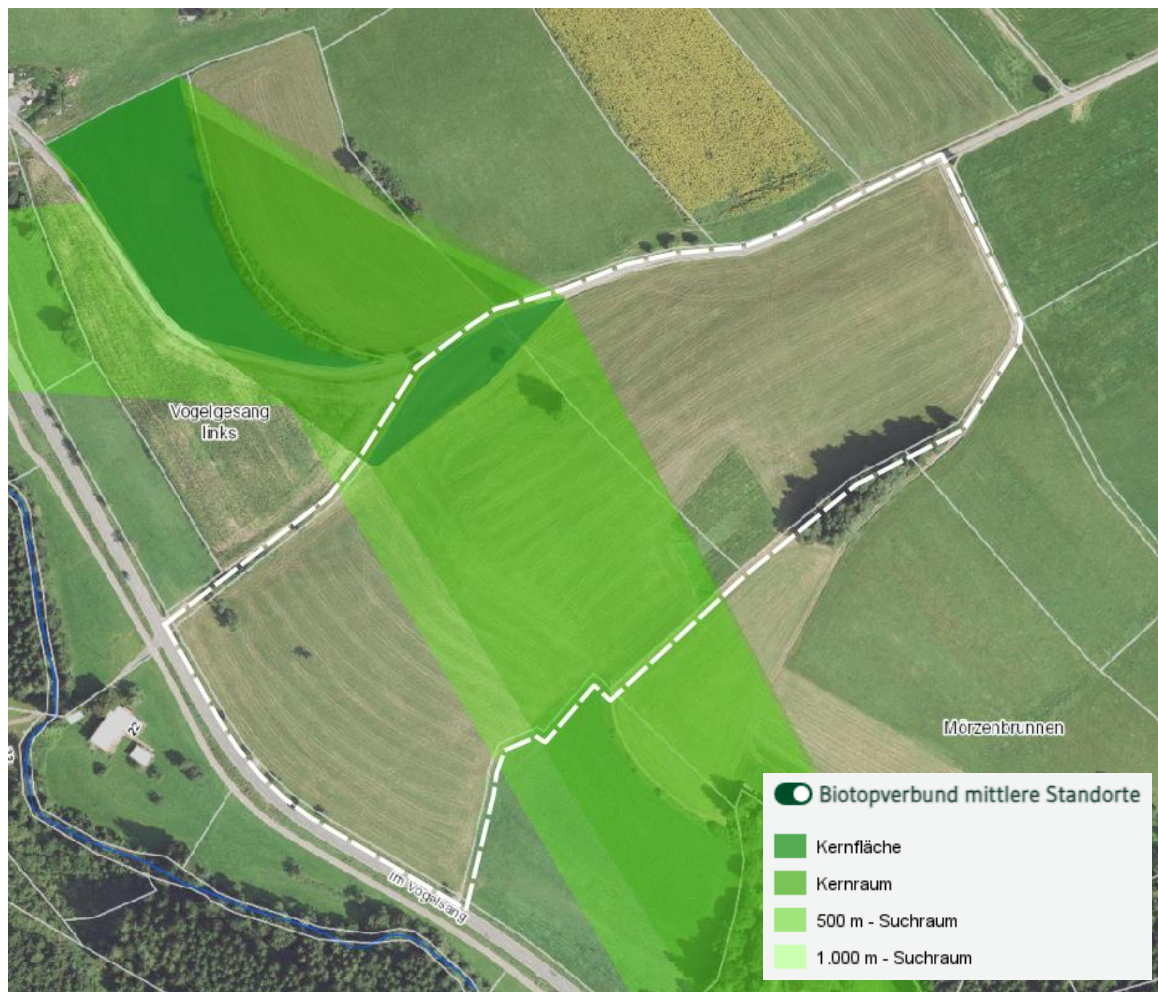 Vogelgesang
links
22
Mörzenbrunnen
Im Vogelsang
Biotopverbund mittlere Standorte
Kernfläche
Kernraum
500 m - Suchraum
1.000 m - Suchraum